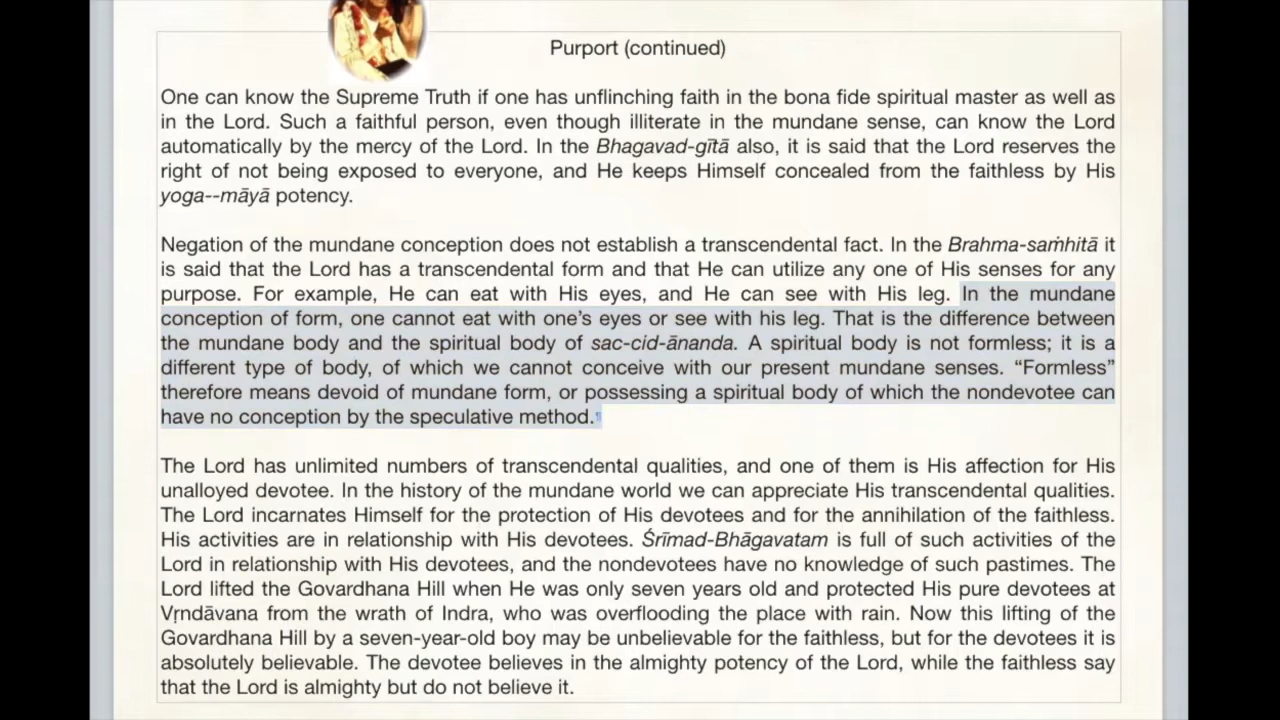 Purport (continued)
One can know the Supreme Truth if one has unflinching faith in the bona fide spiritual master as well as
in the Lord. Such a faithful person, even though illiterate in the mundane sense, can know the Lord
automatically by the mercy of the Lord. In the Bhagavad-gītā also, it is said that the Lord reserves the
right of not being exposed to everyone, and He keeps Himself concealed from the faithless by His
yoga--māyā potency.
Negation of the mundane conception does not establish a transcendental fact. In the Brahma-saṁhitā it
is said that the Lord has a transcendental form and that He can utilize any one of His senses for any
purpose. For example, He can eat with His eyes, and He can see with His leg. In the mundane
conception of form, one cannot eat with one’s eyes or see with his leg. That is the difference between
the mundane body and the spiritual body of sac-cid-ānanda. A spiritual body is not formless; it is a
different type of body, of which we cannot conceive with our present mundane senses. “Formless”
therefore means devoid of mundane form, or possessing a spiritual body of which the nondevotee can
have no conception by the speculative method.¶
The Lord has unlimited numbers of transcendental qualities, and one of them is His affection for His
unalloyed devotee. In the history of the mundane world we can appreciate His transcendental qualities.
The Lord incarnates Himself for the protection of His devotees and for the annihilation of the faithless.
His activities are in relationship with His devotees. Śrīmad-Bhāgavatam is full of such activities of the
Lord in relationship with His devotees, and the nondevotees have no knowledge of such pastimes. The
Lord lifted the Govardhana Hill when He was only seven years old and protected His pure devotees at
Vṛndāvana from the wrath of Indra, who was overflooding the place with rain. Now this lifting of the
Govardhana Hill by a seven-year-old boy may be unbelievable for the faithless, but for the devotees it is
absolutely believable. The devotee believes in the almighty potency of the Lord, while the faithless say
that the Lord is almighty but do not believe it.